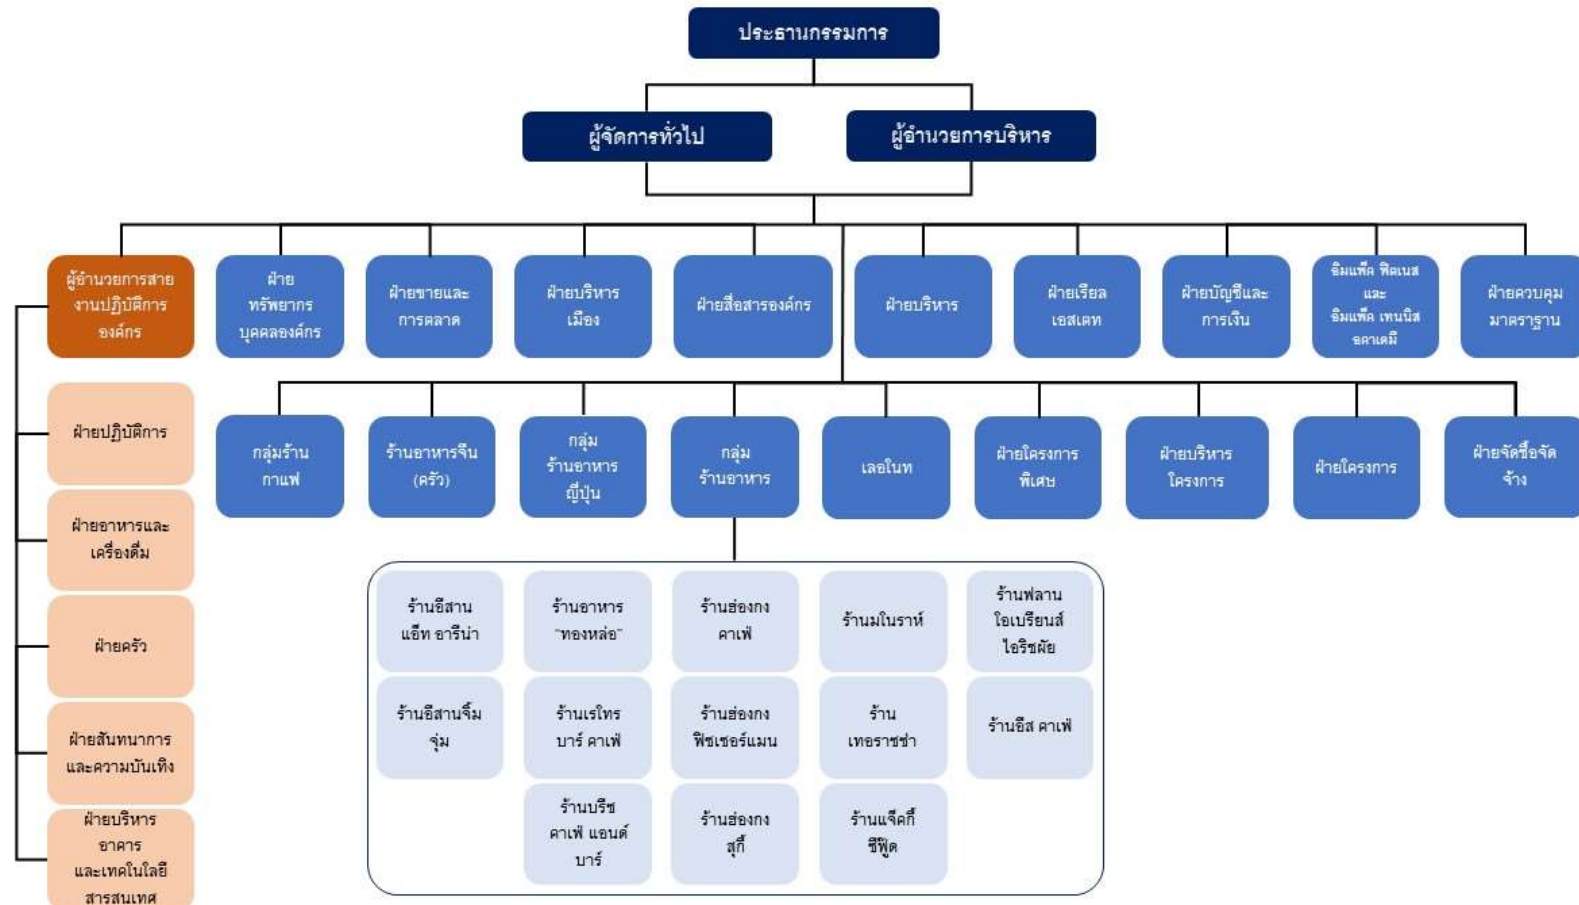 ประธานกรรมการ
ผู้จัดการทั่วไป
ผู้อำนวยการบริหาร
ผู้อำนวยการสาย
งานปฏิบัติการ
องค์กร
ฝ่าย
ทรัพยากร
บุคคลองค์กร
ฝ่ายขายและ
การตลาด
ฝ่ายบริหาร
เมือง
ฝ่ายสื่อสารองค์กร
ฝ่ายบริหาร
ฝ่ายเรียล
เอสเตท
ฝ่ายบัญชีและ
การเงิน
อิมแพ็ค ฟิตเนส
และ
อิมแพ็ค เทนนิส
อคาเดมี
ฝ่ายควบคุม
มาตราฐาน
ฝ่ายปฏิบัติการ
ฝ่ายอาหารและ
เครื่องดื่ม
ฝ่ายครัว
ฝ่ายสันทนาการ
และความบันเทิง
ฝ่ายบริหาร
อาคาร
และเทคโนโลยี
สารสนเทศ
กลุ่มร้าน
กาแฟ
ร้านอาหารจีน
(ครัว)
กลุ่ม
ร้านอาหาร
ญี่ปุ่น
กลุ่ม
ร้านอาหาร
เลอโนท
ฝ่ายโครงการ
พิเศษ
ฝ่ายบริหาร
โครงการ
ฝ่ายโครงการ
ฝ่ายจัดซื้อจัด
จ้าง
ร้านอีสาน
แอ็ท อารีน่า
ร้านอาหาร
"ทองหล่อ"
ร้านฮ่องกง
คาเฟ่
ร้านมโนราห์
ร้านฟลาน
โอเบรียนส์
ไอริชผับ
ร้านอีสานจิ้ม
จุ่ม
ร้านเรโทร
บาร์ คาเฟ่
ร้านฮ่องกง
ฟิชเชอร์แมน
ร้าน
เทอราชช่า
ร้านอีส คาเฟ่
ร้านบรีซ
คาเฟ่ แอนด์
บาร์
ร้านฮ่องกง
สุกี้
ร้านแจ็คกี้
ซีฟู๊ด